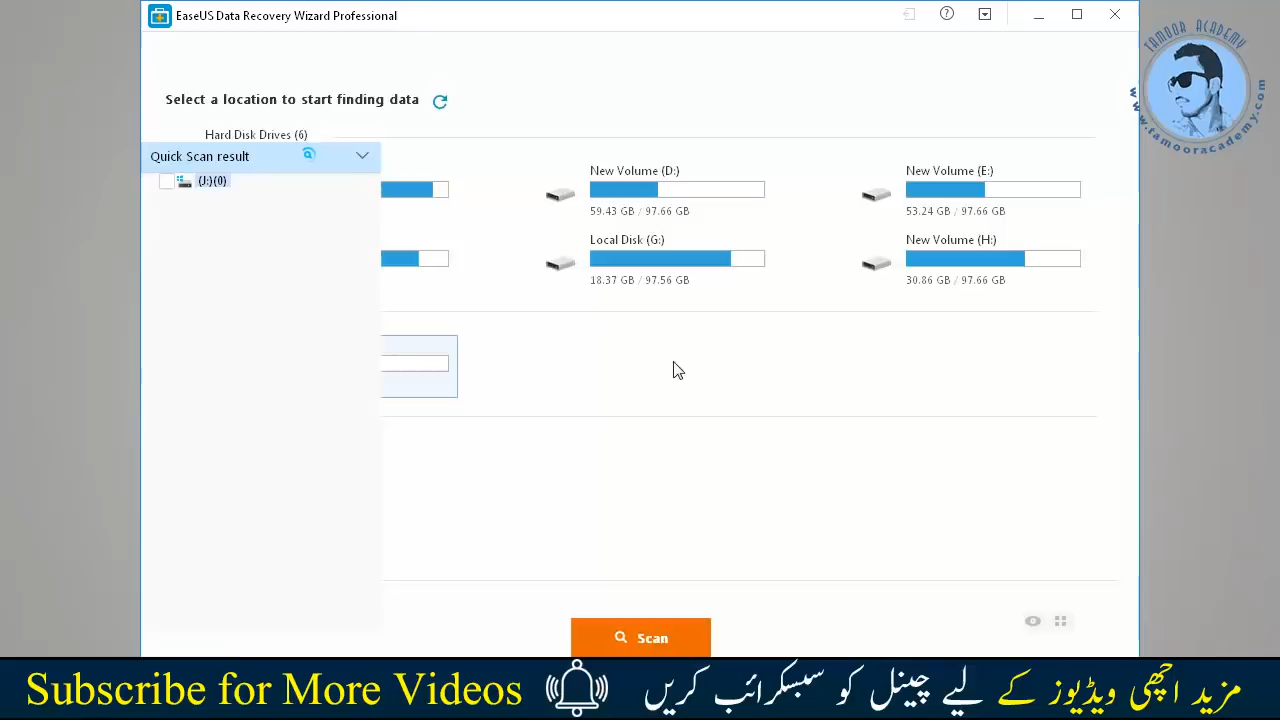 EaseUS Data Recovery Wizard Professional
TAMOOR ACADEMY
www.tamooracademy.com
Select a location to start finding data
Hard Disk Drives (6)
Quick Scan result
(J:)(0)
New Volume (D:)
59.43 GB / 97.66 GB
New Volume (E:)
53.24 GB / 97.66 GB
Local Disk (G:)
18.37 GB / 97.56 GB
New Volume (H:)
30.86 GB / 97.66 GB
Scan
Subscribe for More Videos
مزید اچھی ویڈیوز کے لیے چینل کو سبسکرائب کریں